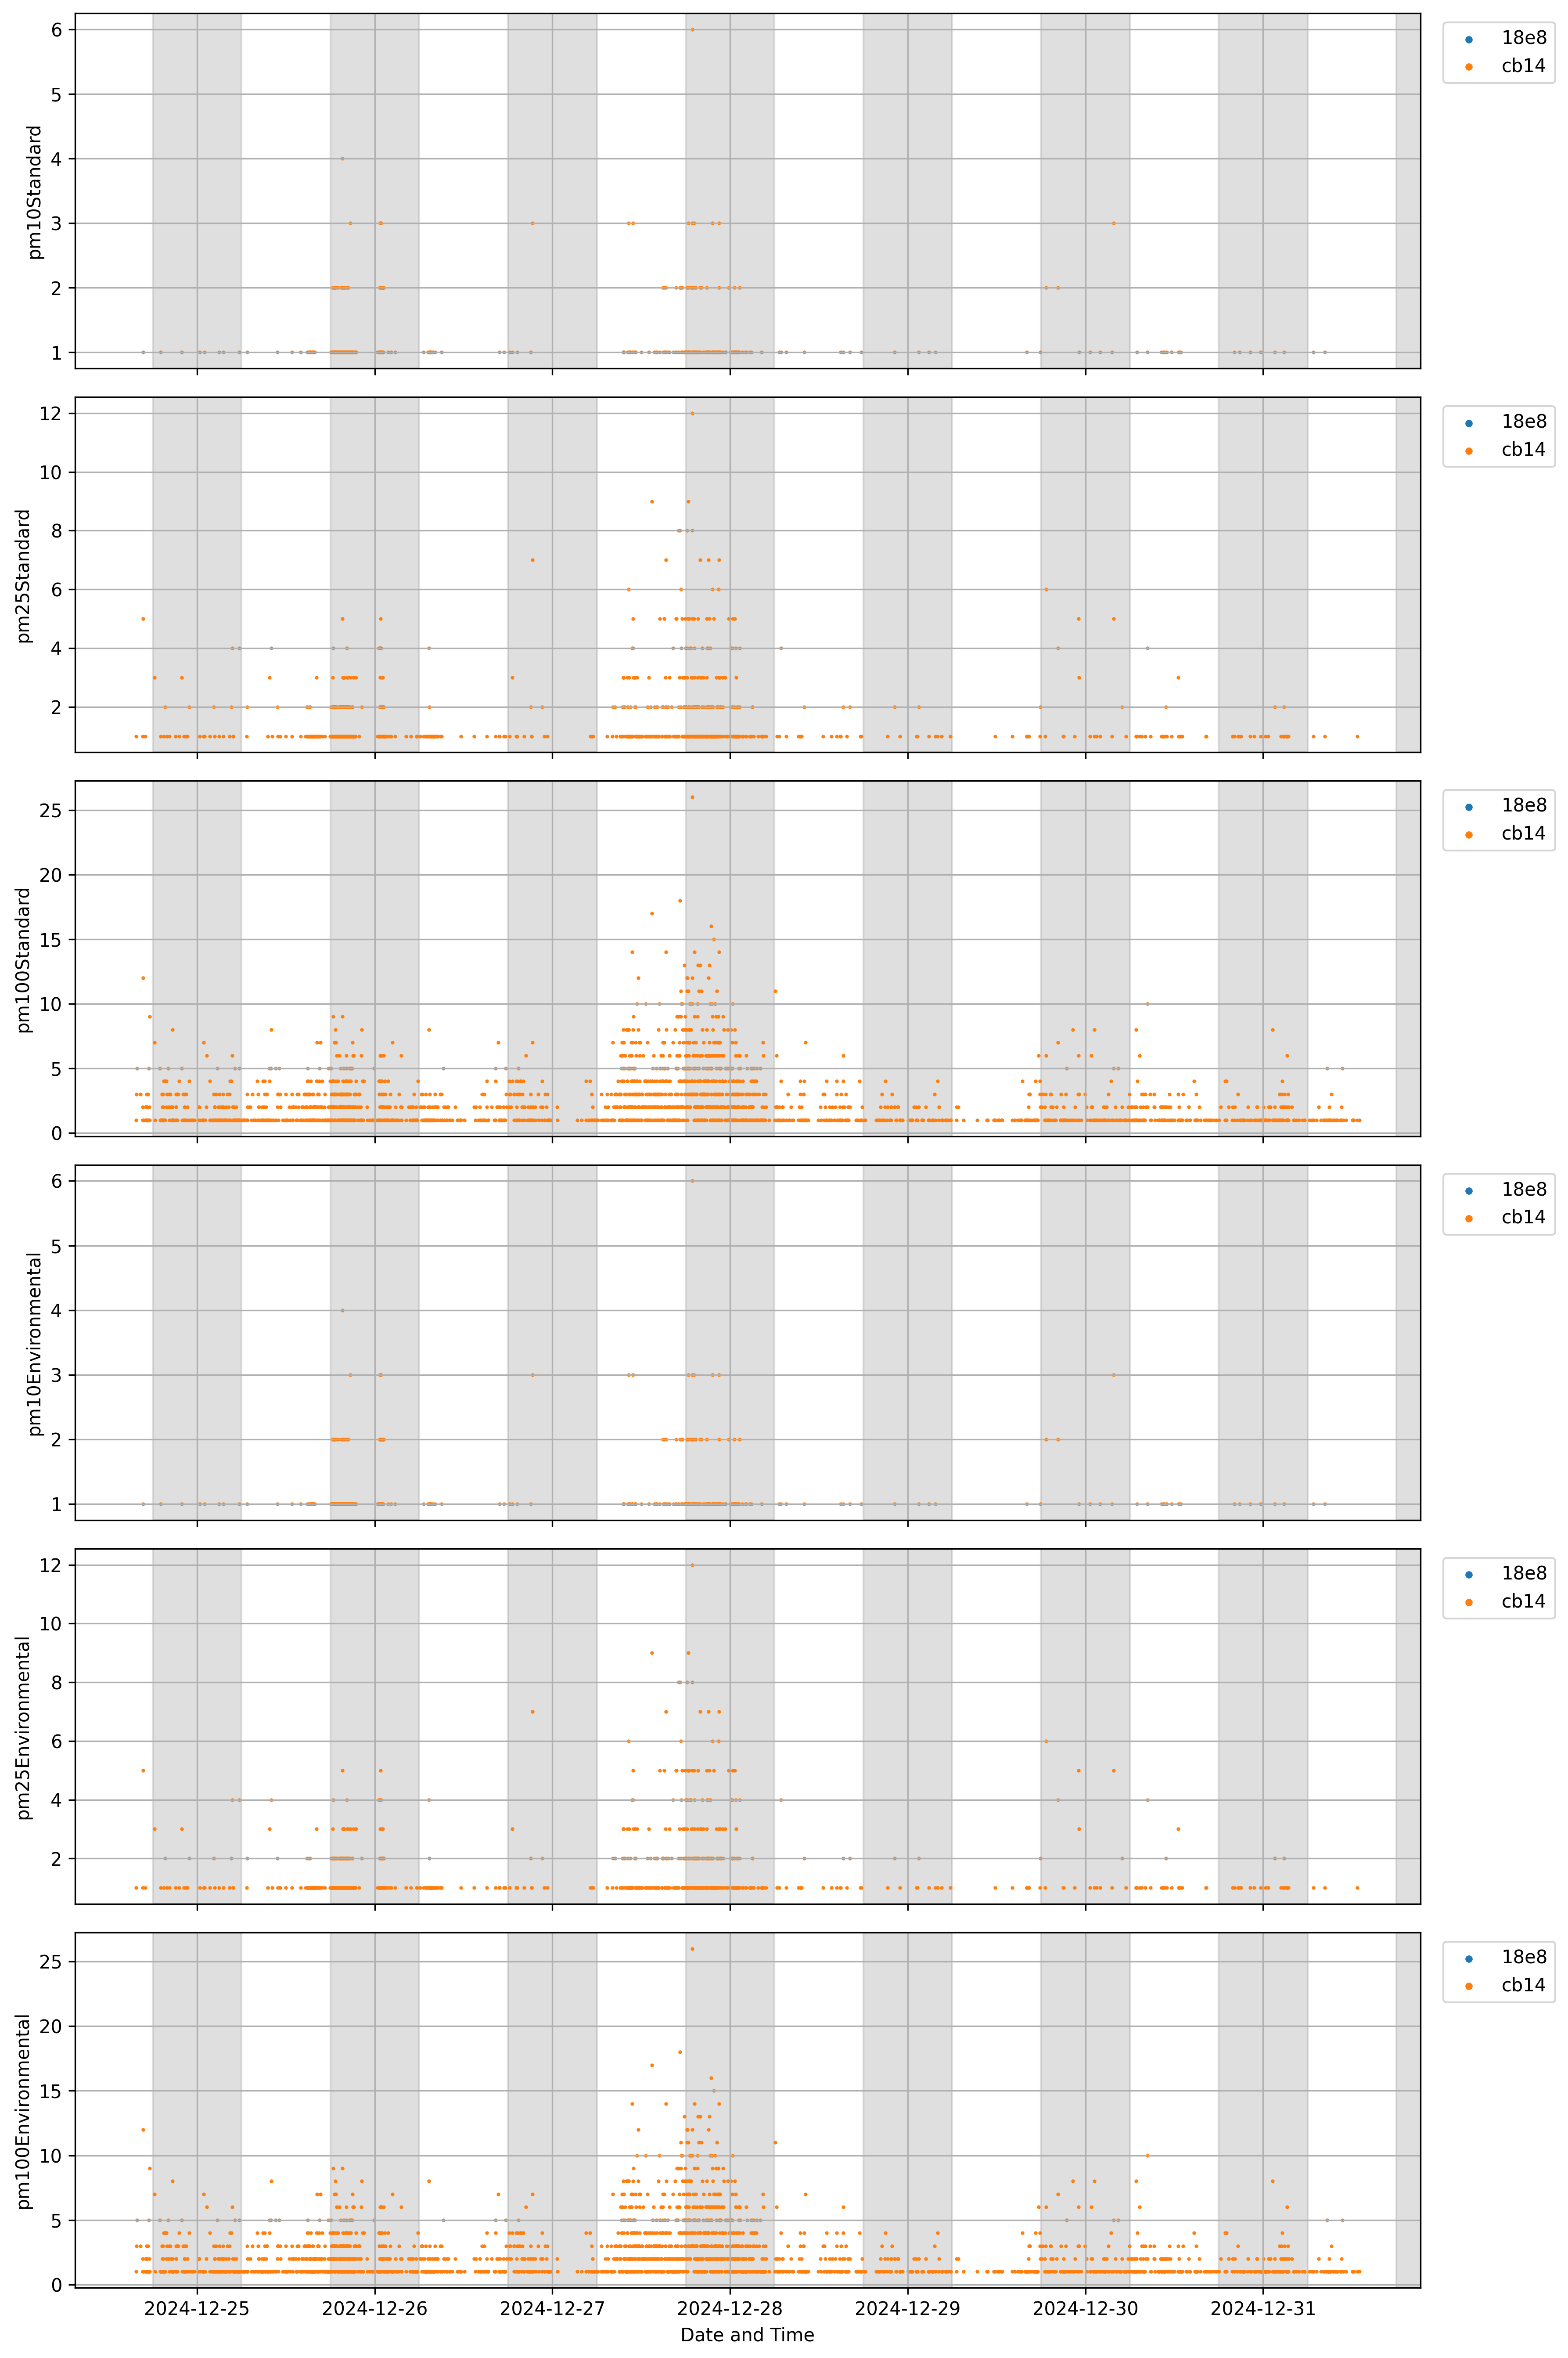 pm10Standard
6
5
4
3
2
1
18e8
cb14
pm25Standard
12
10
8
6
4
2
18e8
cb14
pm100Standard
25
20
15
10
5
0
18e8
cb14
pm10Environmental
6
5
4
3
2
1
18e8
cb14
pm25Environmental
12
10
8
6
4
2
18e8
cb14
pm100Environmental
25
20
15
10
5
0
18e8
cb14
2024-12-25 2024-12-26 2024-12-27 2024-12-28 2024-12-29 2024-12-30 2024-12-31
Date and Time